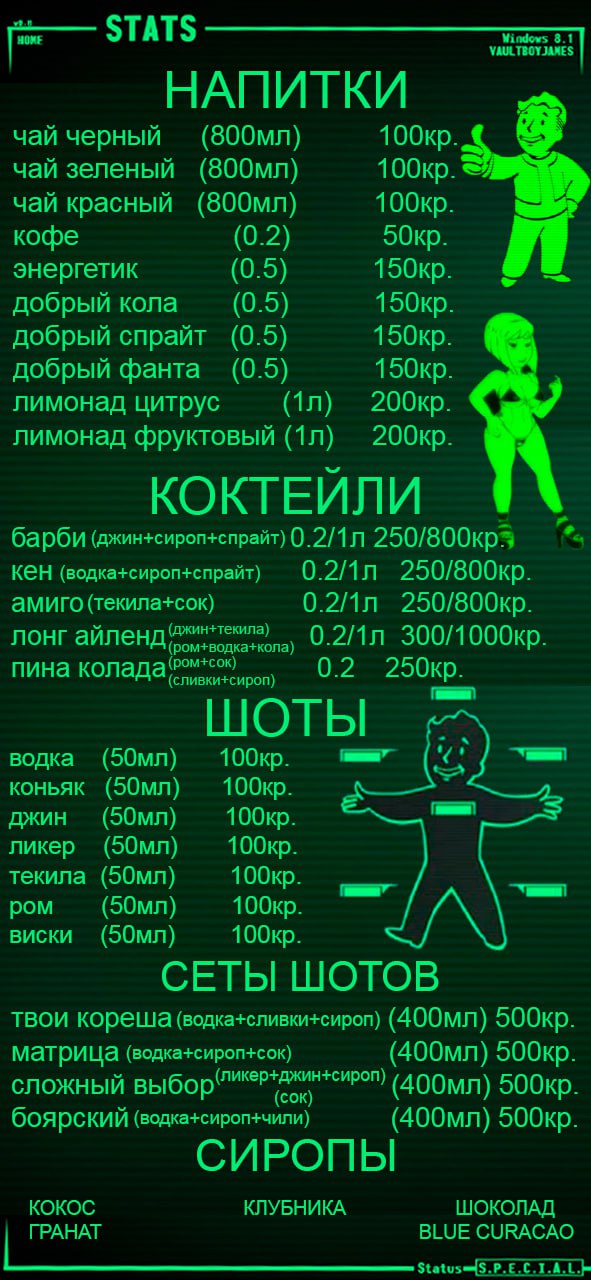 v9.0
STATS
HOME
Windows 8.1
VAULTBOYJAMES
НАПИТКИ
чай черный (800мл) 100кр.
чай зеленый (800мл) 100кр.
чай красный (800мл) 100кр.
кофе (0.2) 50кр.
энергетик (0.5) 150кр.
добрый кола (0.5) 150кр.
добрый спрайт (0.5) 150кр.
добрый фанта (0.5) 150кр.
лимонад цитрус (1л) 200кр.
лимонад фруктовый (1л) 200кр.
КОКТЕЙЛИ
барби (джин+сироп+спрайт) 0.2/1л 250/800кр.
кен (водка+сироп+спрайт) 0.2/1л 250/800кр.
амиго (текила+сок) 0.2/1л 250/800кр.
лонг айленд (джин+текила) (ром+водка+кола) 0.2/1л 300/1000кр.
пина колада (ром+сок) (сливки+сироп) 0.2 250кр.
ШОТЫ
водка (50мл) 100кр.
коньяк (50мл) 100кр.
джин (50мл) 100кр.
ликер (50мл) 100кр.
текила (50мл) 100кр.
ром (50мл) 100кр.
виски (50мл) 100кр.
СЕТЫ ШОТОВ
твои кореша (водка+сливки+сироп) (400мл) 500кр.
матрица (водка+сироп+сок) (400мл) 500кр.
сложный выбор (ликер+джин+сироп) (сок) (400мл) 500кр.
боярский (водка+сироп+чили) (400мл) 500кр.
СИРОПЫ
КОКОС КЛУБНИКА ШОКОЛАД
ГРАНАТ BLUE CURACAO
Status S.P.E.C.I.A.L.